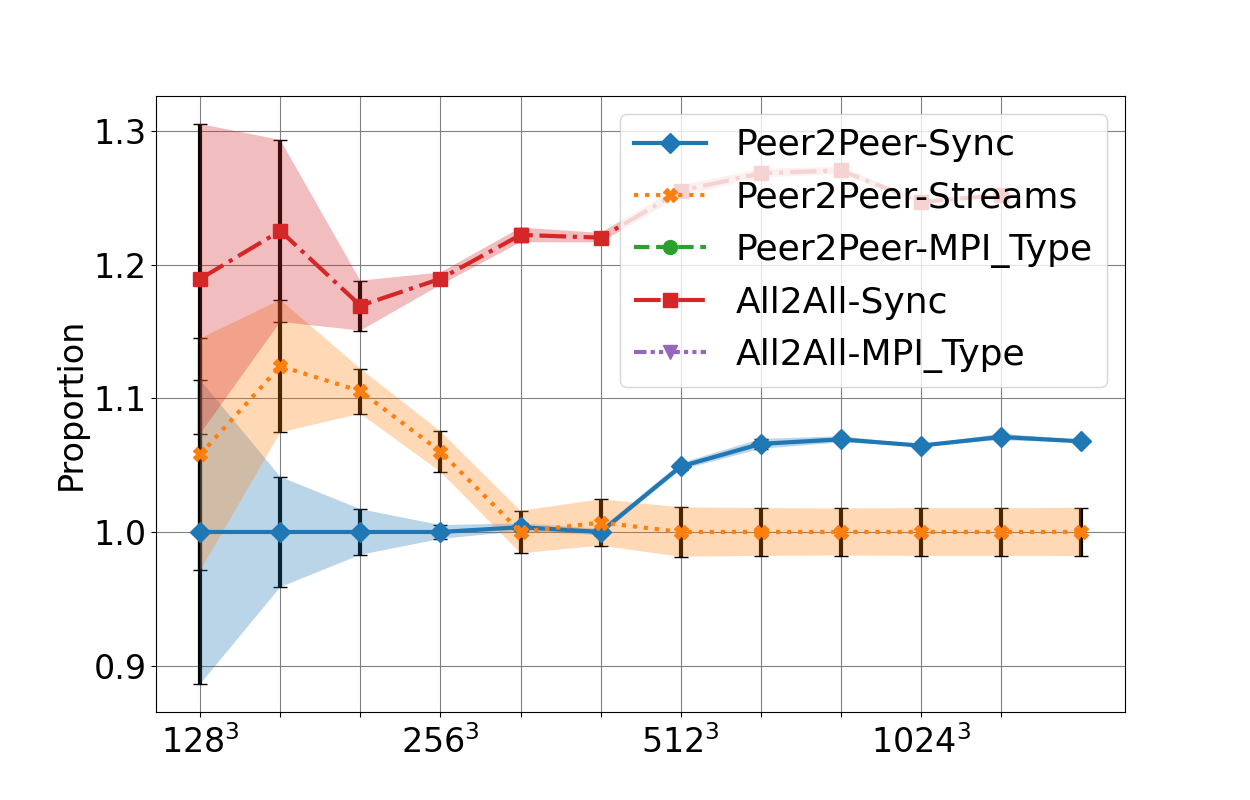 Proportion
1.3
1.2
1.1
1.0
0.9
128³
256³
512³
1024³
Peer2Peer-Sync
Peer2Peer-Streams
Peer2Peer-MPI_Type
All2All-Sync
All2All-MPI_Type